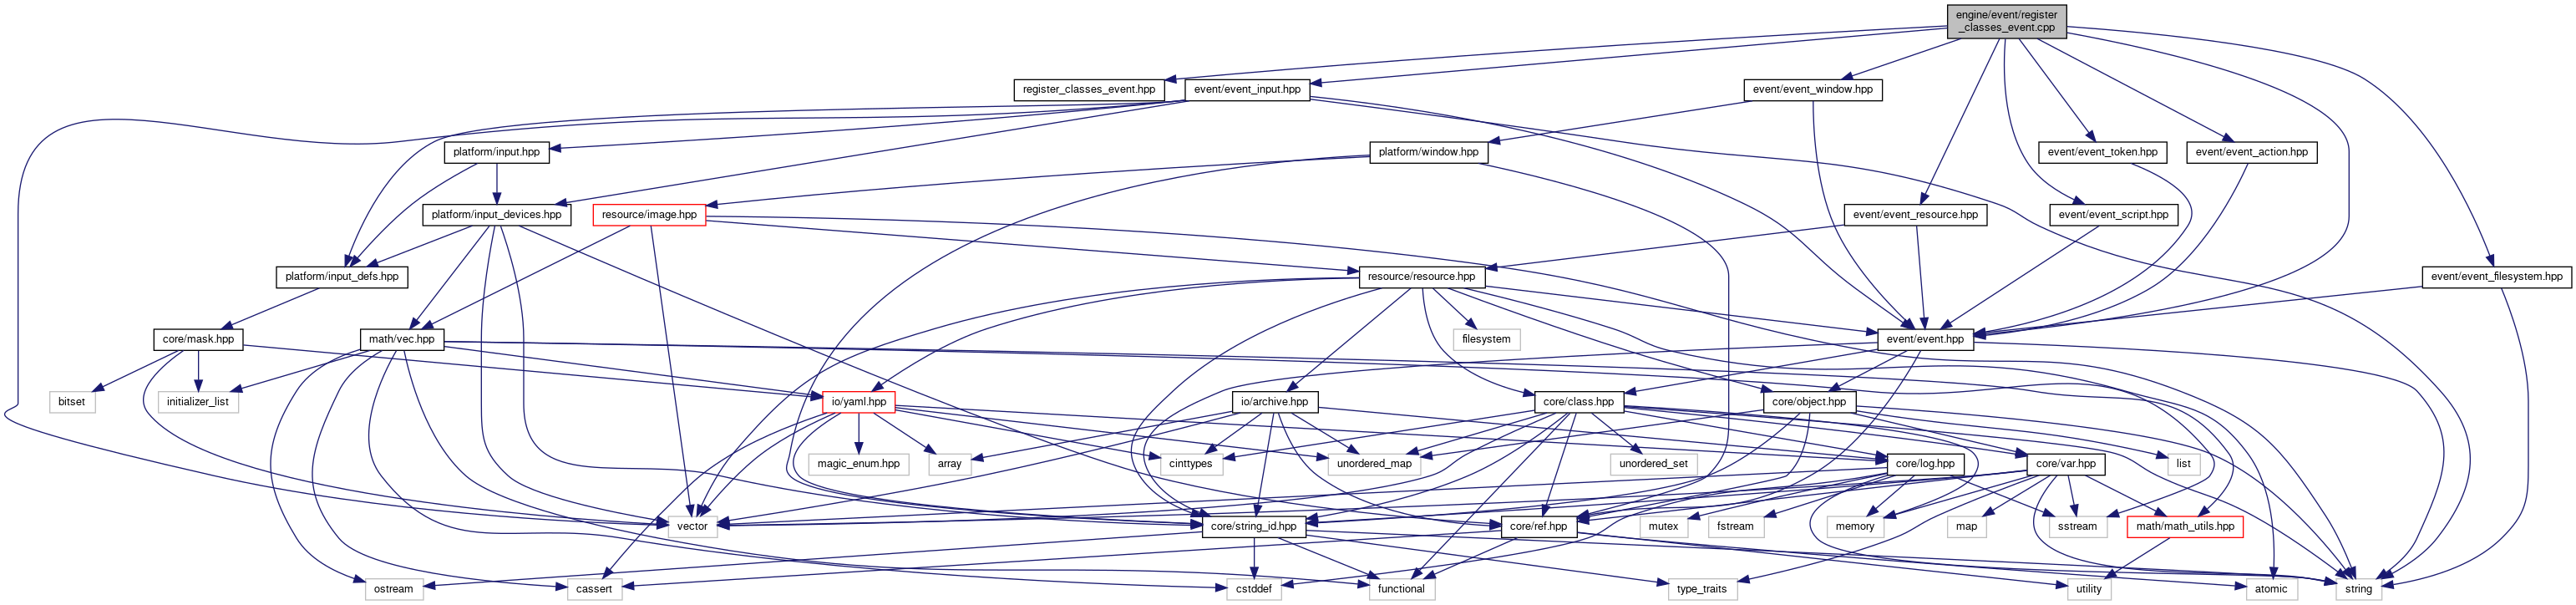 engine/event/register
_classes_event.cpp
register_classes_event.hpp
event/event_input.hpp
event/event_window.hpp
platform/input.hpp
platform/window.hpp
event/event_token.hpp
event/event_action.hpp
platform/input_devices.hpp
resource/image.hpp
event/event_resource.hpp
event/event_script.hpp
platform/input_defs.hpp
resource/resource.hpp
event/event_filesystem.hpp
core/mask.hpp
math/vec.hpp
filesystem
event/event.hpp
bitset
initializer_list
io/yaml.hpp
io/archive.hpp
core/class.hpp
core/object.hpp
magic_enum.hpp
array
cinttypes
unordered_map
unordered_set
core/log.hpp
core/var.hpp
list
vector
core/string_id.hpp
core/ref.hpp
mutex
fstream
memory
map
sstream
math/math_utils.hpp
ostream
cassert
cstddef
functional
type_traits
utility
atomic
string